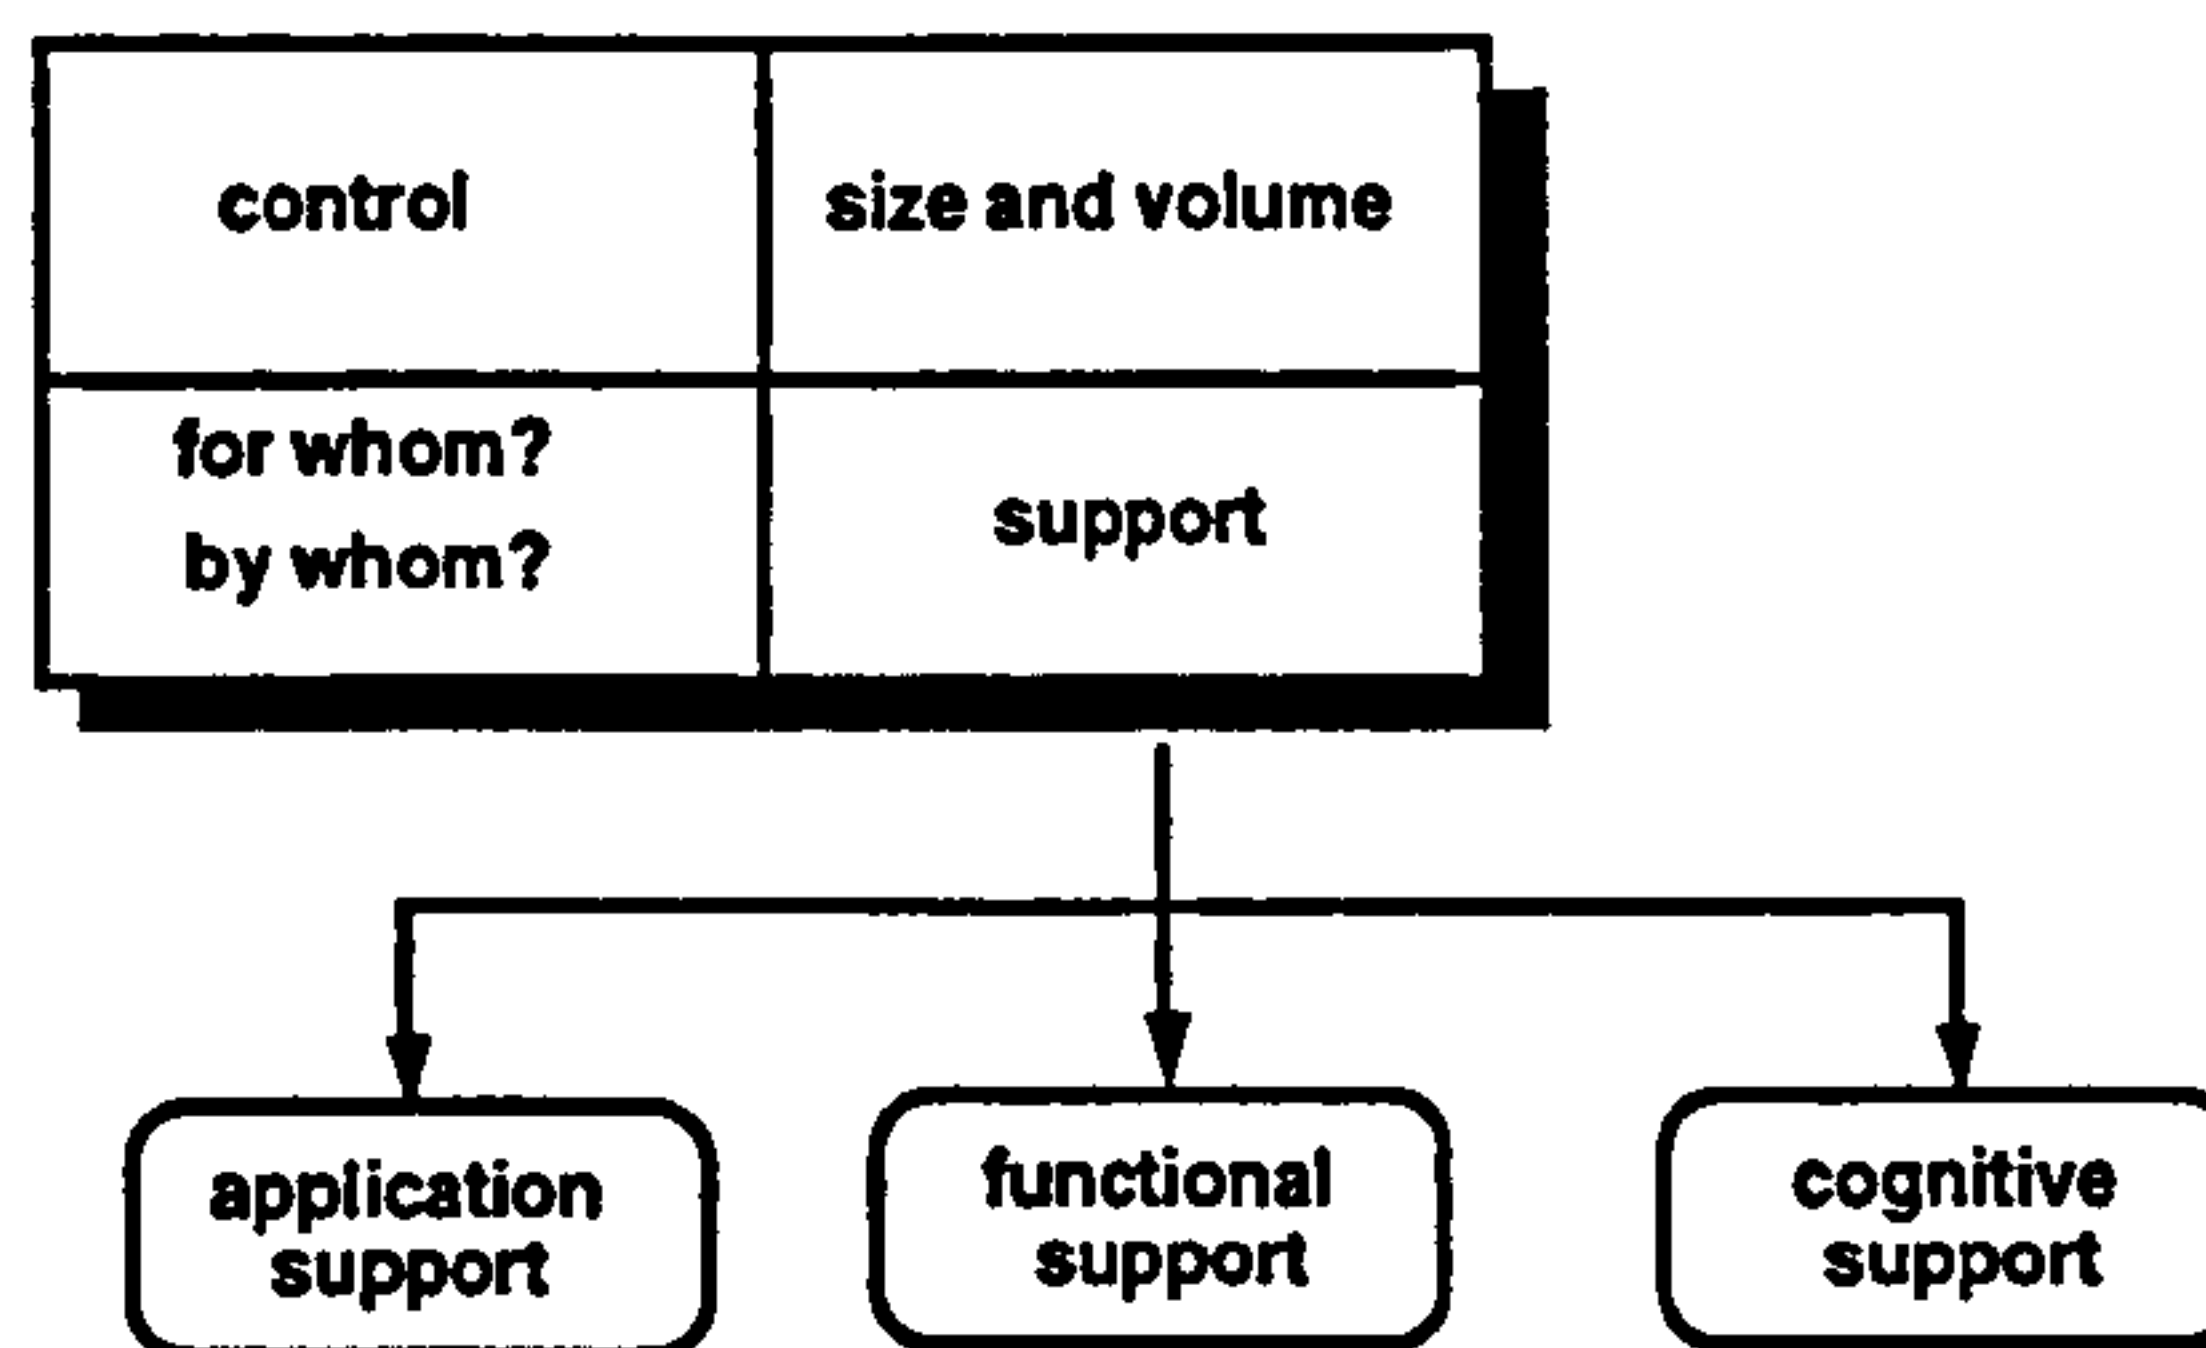 control
size and volume
for whom?
by whom?
support
application
support
functional
support
cognitive
support